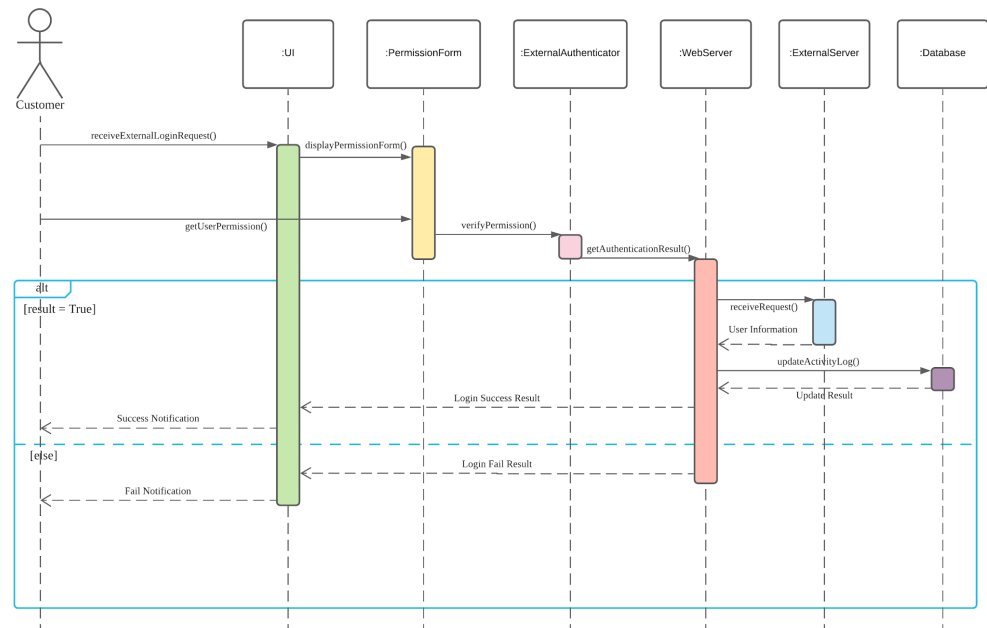 Customer
:UI
:PermissionForm
:ExternalAuthenticator
:WebServer
:ExternalServer
:Database
receiveExternalLoginRequest()
displayPermissionForm()
getUserPermission()
verifyPermission()
getAuthenticationResult()
alt
[result = True]
receiveRequest()
User Information
updateActivityLog()
Update Result
Login Success Result
Success Notification
[else]
Login Fail Result
Fail Notification